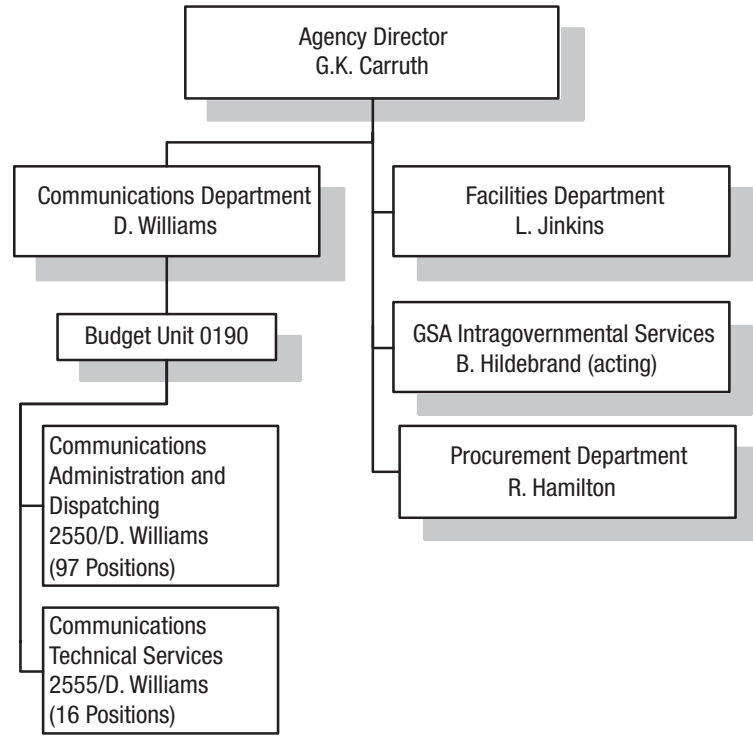 Agency Director
G.K. Carruth
Communications Department
D. Williams
Facilities Department
L. Jinkins
Budget Unit 0190
GSA Intragovernmental Services
B. Hildebrand (acting)
Communications
Administration and
Dispatching
2550/D. Williams
(97 Positions)
Procurement Department
R. Hamilton
Communications
Technical Services
2555/D. Williams
(16 Positions)